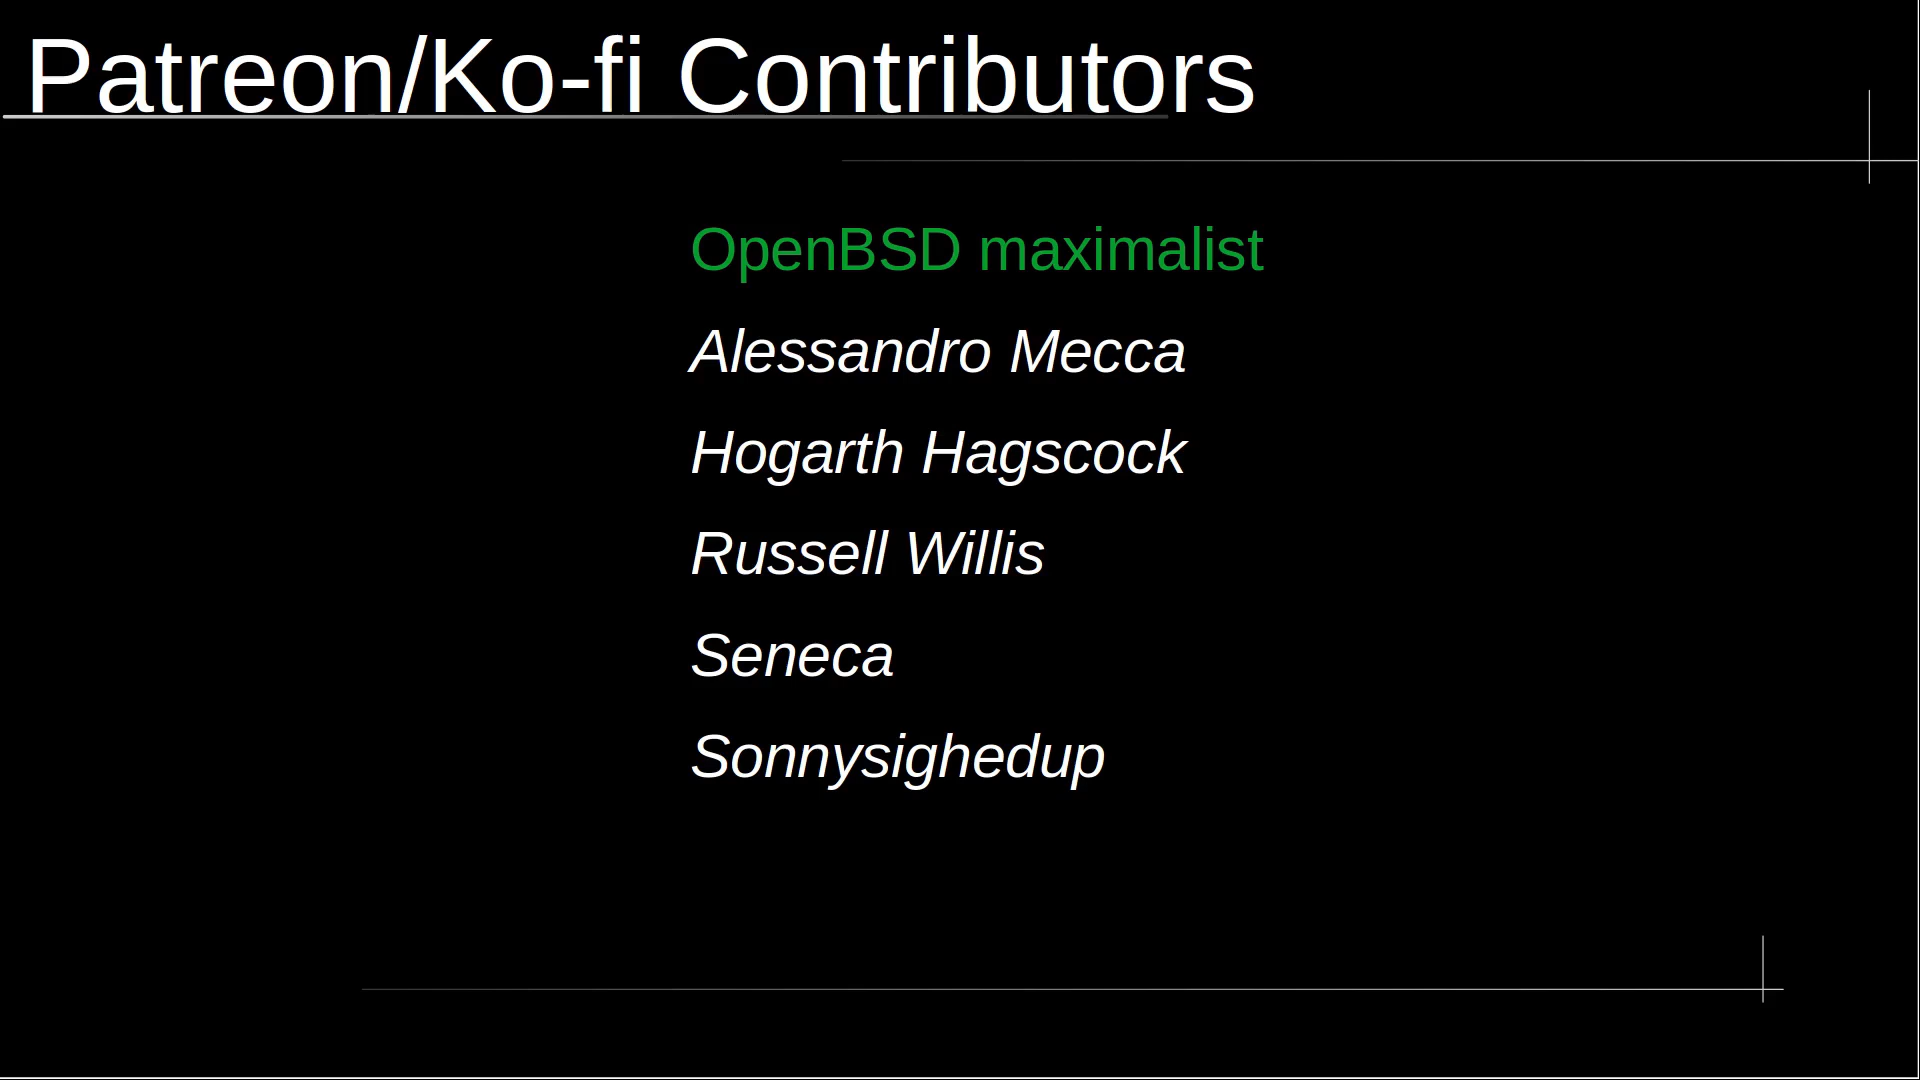 Patreon/Ko-fi Contributors
OpenBSD maximalist
Alessandro Mecca
Hogarth Hagscock
Russell Willis
Seneca
Sonnysighedup